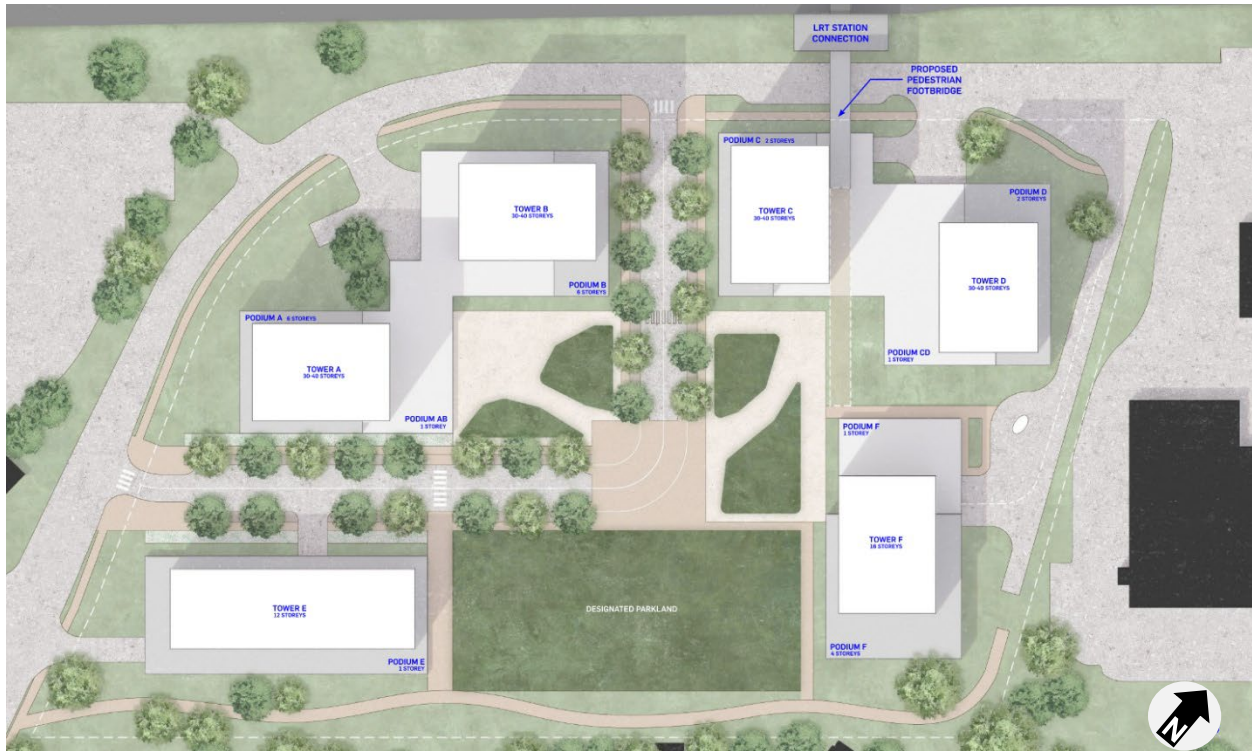 LRT STATION
CONNECTION
PROPOSED
PEDESTRIAN
FOOTBRIDGE
PODIUM C 2 STOREYS
TOWER B
30-40 STOREYS
TOWER C
30-40 STOREYS
PODIUM D
2 STOREYS
TOWER D
30-40 STOREYS
PODIUM B
6 STOREYS
PODIUM A 6 STOREYS
TOWER A
30-40 STOREYS
PODIUM CD
1 STOREY
PODIUM AB
1 STOREY
PODIUM F
1 STOREY
TOWER F
16 STOREYS
TOWER E
12 STOREYS
DESIGNATED PARKLAND
PODIUM E
1 STOREY
PODIUM F
4 STOREYS
N